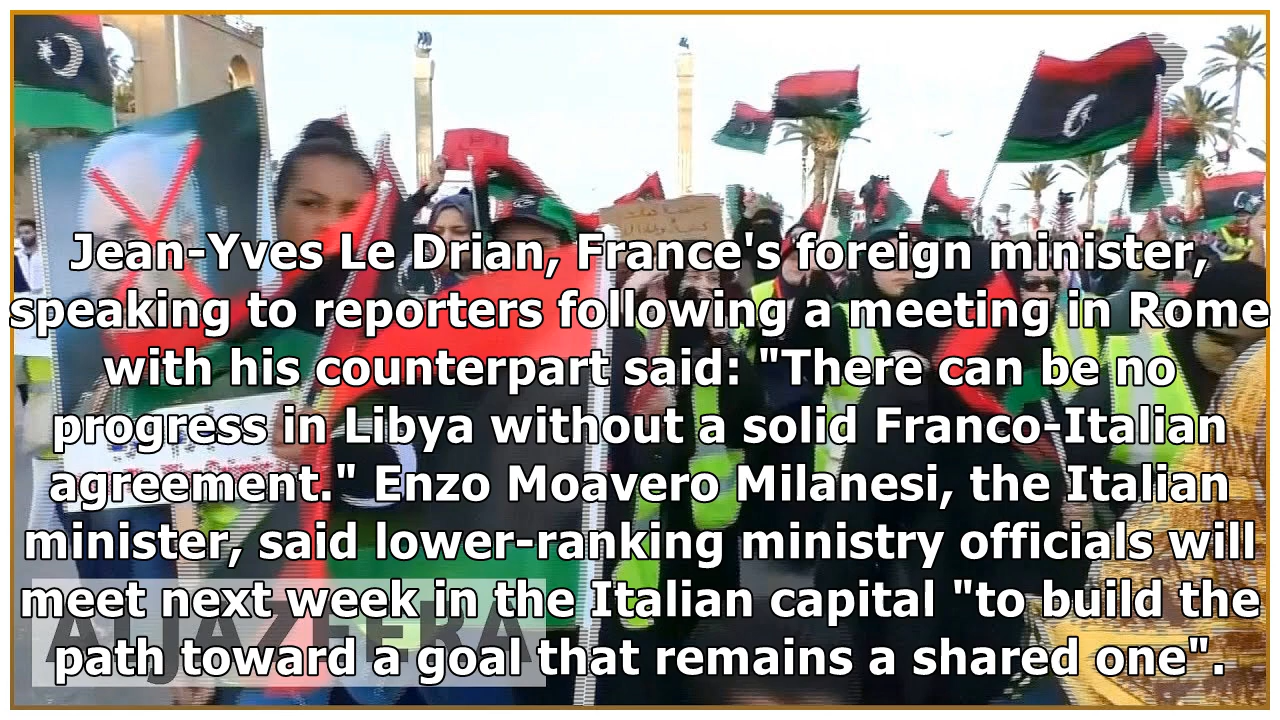 Jean-Yves Le Drian, France's foreign minister,
speaking to reporters following a meeting in Rome
with his counterpart said: "There can be no
progress in Libya without a solid Franco-Italian
agreement." Enzo Moavero Milanesi, the Italian
minister, said lower-ranking ministry officials will
meet next week in the Italian capital "to build the
path toward a goal that remains a shared one".
ALJAZEERA